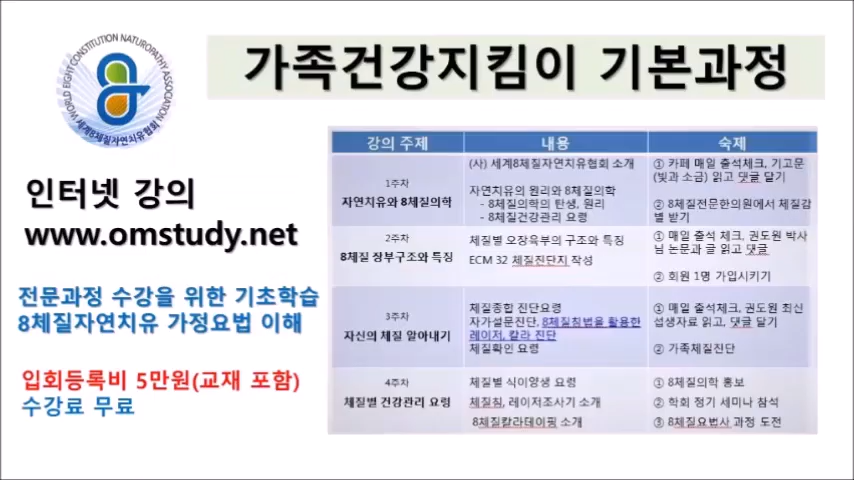 WORLD EIGHT CONSTITUTION NATUROPATHY ASSOCIATION
세계8체질자연치유협회
가족건강지킴이 기본과정
인터넷 강의
www.omstudy.net
전문과정 수강을 위한 기초학습
8체질자연치유 가정요법 이해
입회등록비 5만원(교재 포함)
수강료 무료
강의 주제 내용 숙제
1주차
자연치유와 8체질의학
(사) 세계8체질자연치유협회 소개
자연치유의 원리와 8체질의학
- 8체질의학의 탄생, 원리
- 8체질건강관리 요령
① 카페 매일 출석체크, 기고문
(빛과 소금) 읽고 댓글 달기
② 8체질전문한의원에서 체질감
별 받기
2주차
8체질 장부구조와 특징
체질별 오장육부의 구조와 특징
ECM 32 체질진단지 작성
① 매일 출석 체크, 권도원 박사
님 논문과 글 읽고 댓글
② 회원 1명 가입시키기
3주차
자신의 체질 알아내기
체질종합 진단요령
자가설문진단, 8체질침법을 활용한
레이저, 칼라 진단
체질확인 요령
① 매일 출석체크, 권도원 최신
섭생자료 읽고, 댓글 달기
② 가족체질진단
4주차
체질별 건강관리 요령
체질별 식이양생 요령
체질침, 레이저조사기 소개
8체질칼라테이핑 소개
① 8체질의학 홍보
② 학회 정기 세미나 참석
③ 8체질요법사 과정 도전